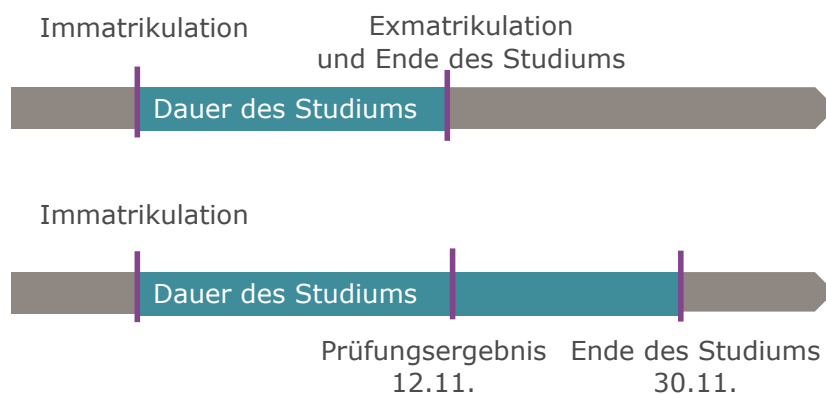 Immatrikulation
Exmatrikulation
und Ende des Studiums
Dauer des Studiums
Immatrikulation
Dauer des Studiums
Prüfungsergebnis
12.11.
Ende des Studiums
30.11.